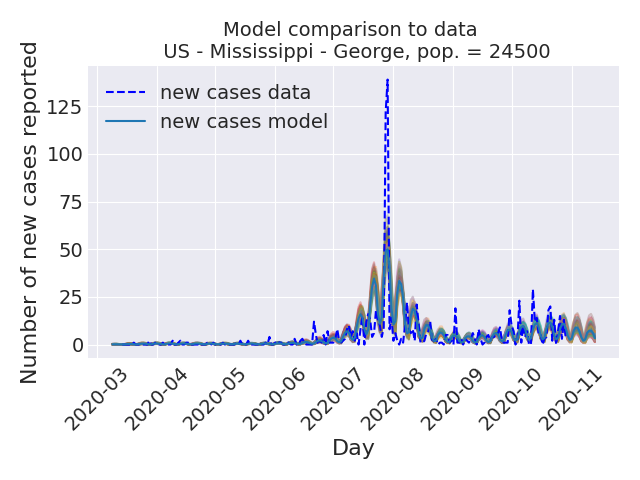 Model comparison to data
US - Mississippi - George, pop. = 24500
new cases data
new cases model
Number of new cases reported
125
100
75
50
25
0
2020-03
2020-04
2020-05
2020-06
2020-07
2020-08
2020-09
2020-10
2020-11
Day